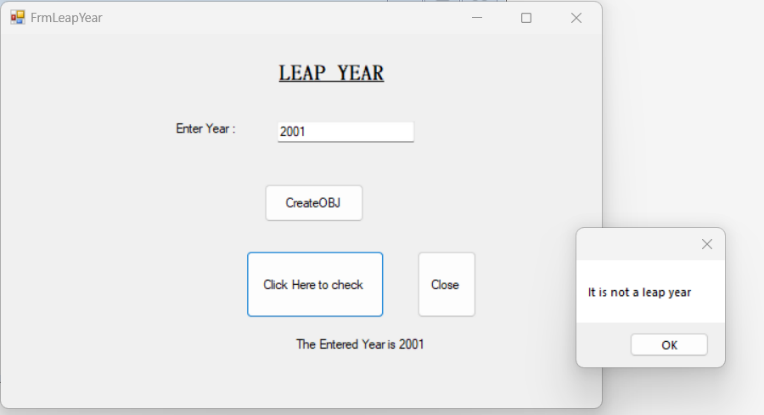 FrmLeapYear
LEAP YEAR
Enter Year :
2001
CreateOBJ
Click Here to check
Close
The Entered Year is 2001
It is not a leap year
OK